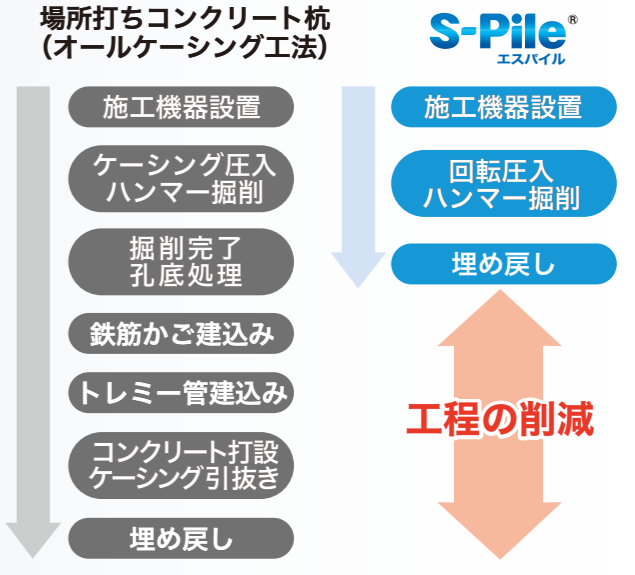 場所打ちコンクリート杭
（オールケーシング工法）
施工機器設置
ケーシング圧入
ハンマー掘削
掘削完了
孔底処理
鉄筋かご建込み
トレミー管建込み
コンクリート打設
ケーシング引抜き
埋め戻し
S-Pile®
エスパイル
施工機器設置
回転圧入
ハンマー掘削
埋め戻し
工程の削減